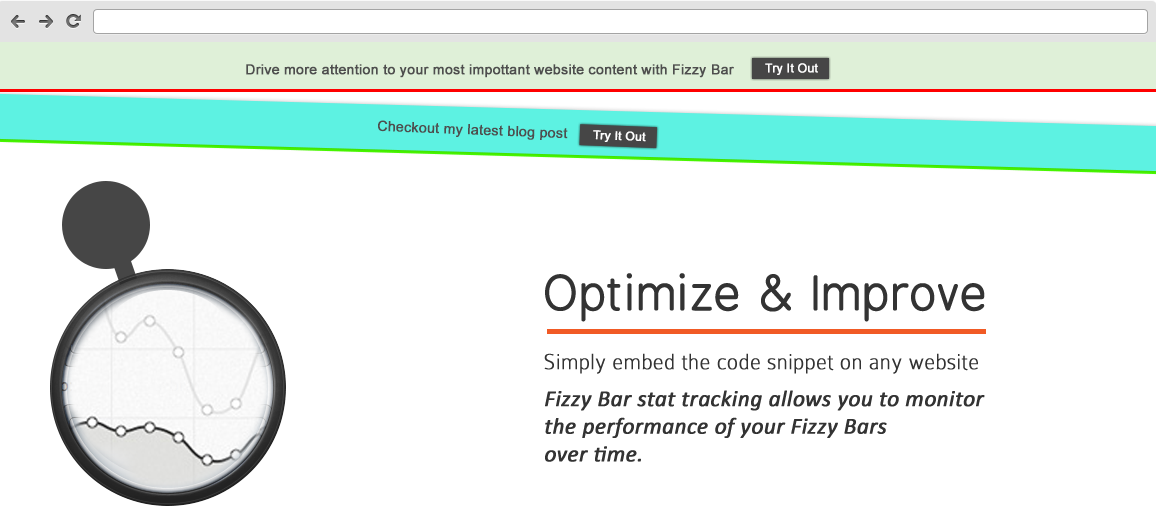 Drive more attention to your most impottant website content with Fizzy Bar Try It Out
Checkout my latest blog post Try It Out
Optimize & Improve
Simply embed the code snippet on any website
Fizzy Bar stat tracking allows you to monitor
the performance of your Fizzy Bars
over time.